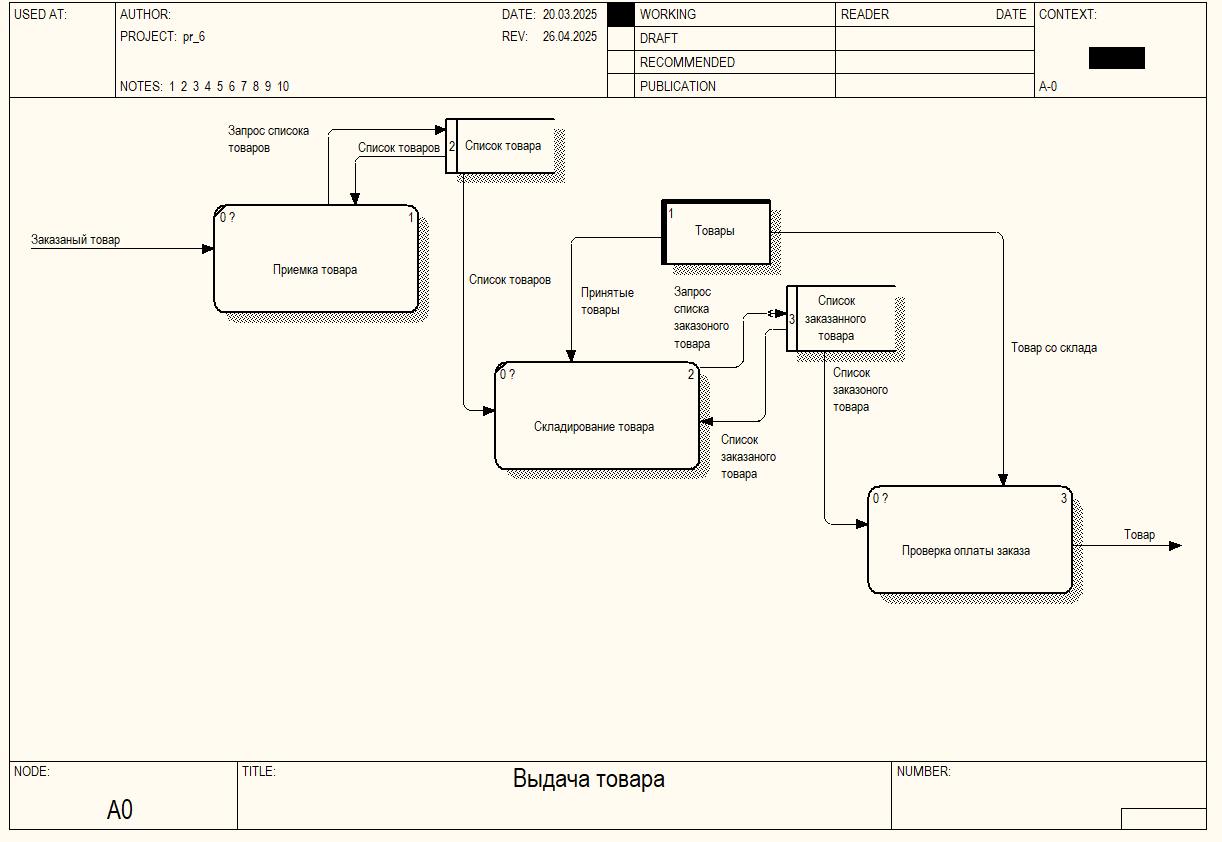 USED AT:
AUTHOR:
DATE: 20.03.2025
WORKING
READER
DATE
CONTEXT:
PROJECT: pr_6
REV: 26.04.2025
DRAFT
RECOMMENDED
NOTES: 1 2 3 4 5 6 7 8 9 10
PUBLICATION
A-0
Запрос списока
товаров
Список товаров
2
Список товара
0 ?
1
Заказаный товар
Приемка товара
1
Товары
Список товаров
Принятые
товары
Запрос
списка
заказоного
товара
3
Список
заказанного
товара
Товар со склада
0 ?
2
Складирование товара
Список
заказоного
товара
Список
заказаного
товара
0 ?
3
Проверка оплаты заказа
Товар
NODE:
TITLE:
Выдача товара
NUMBER:
A0